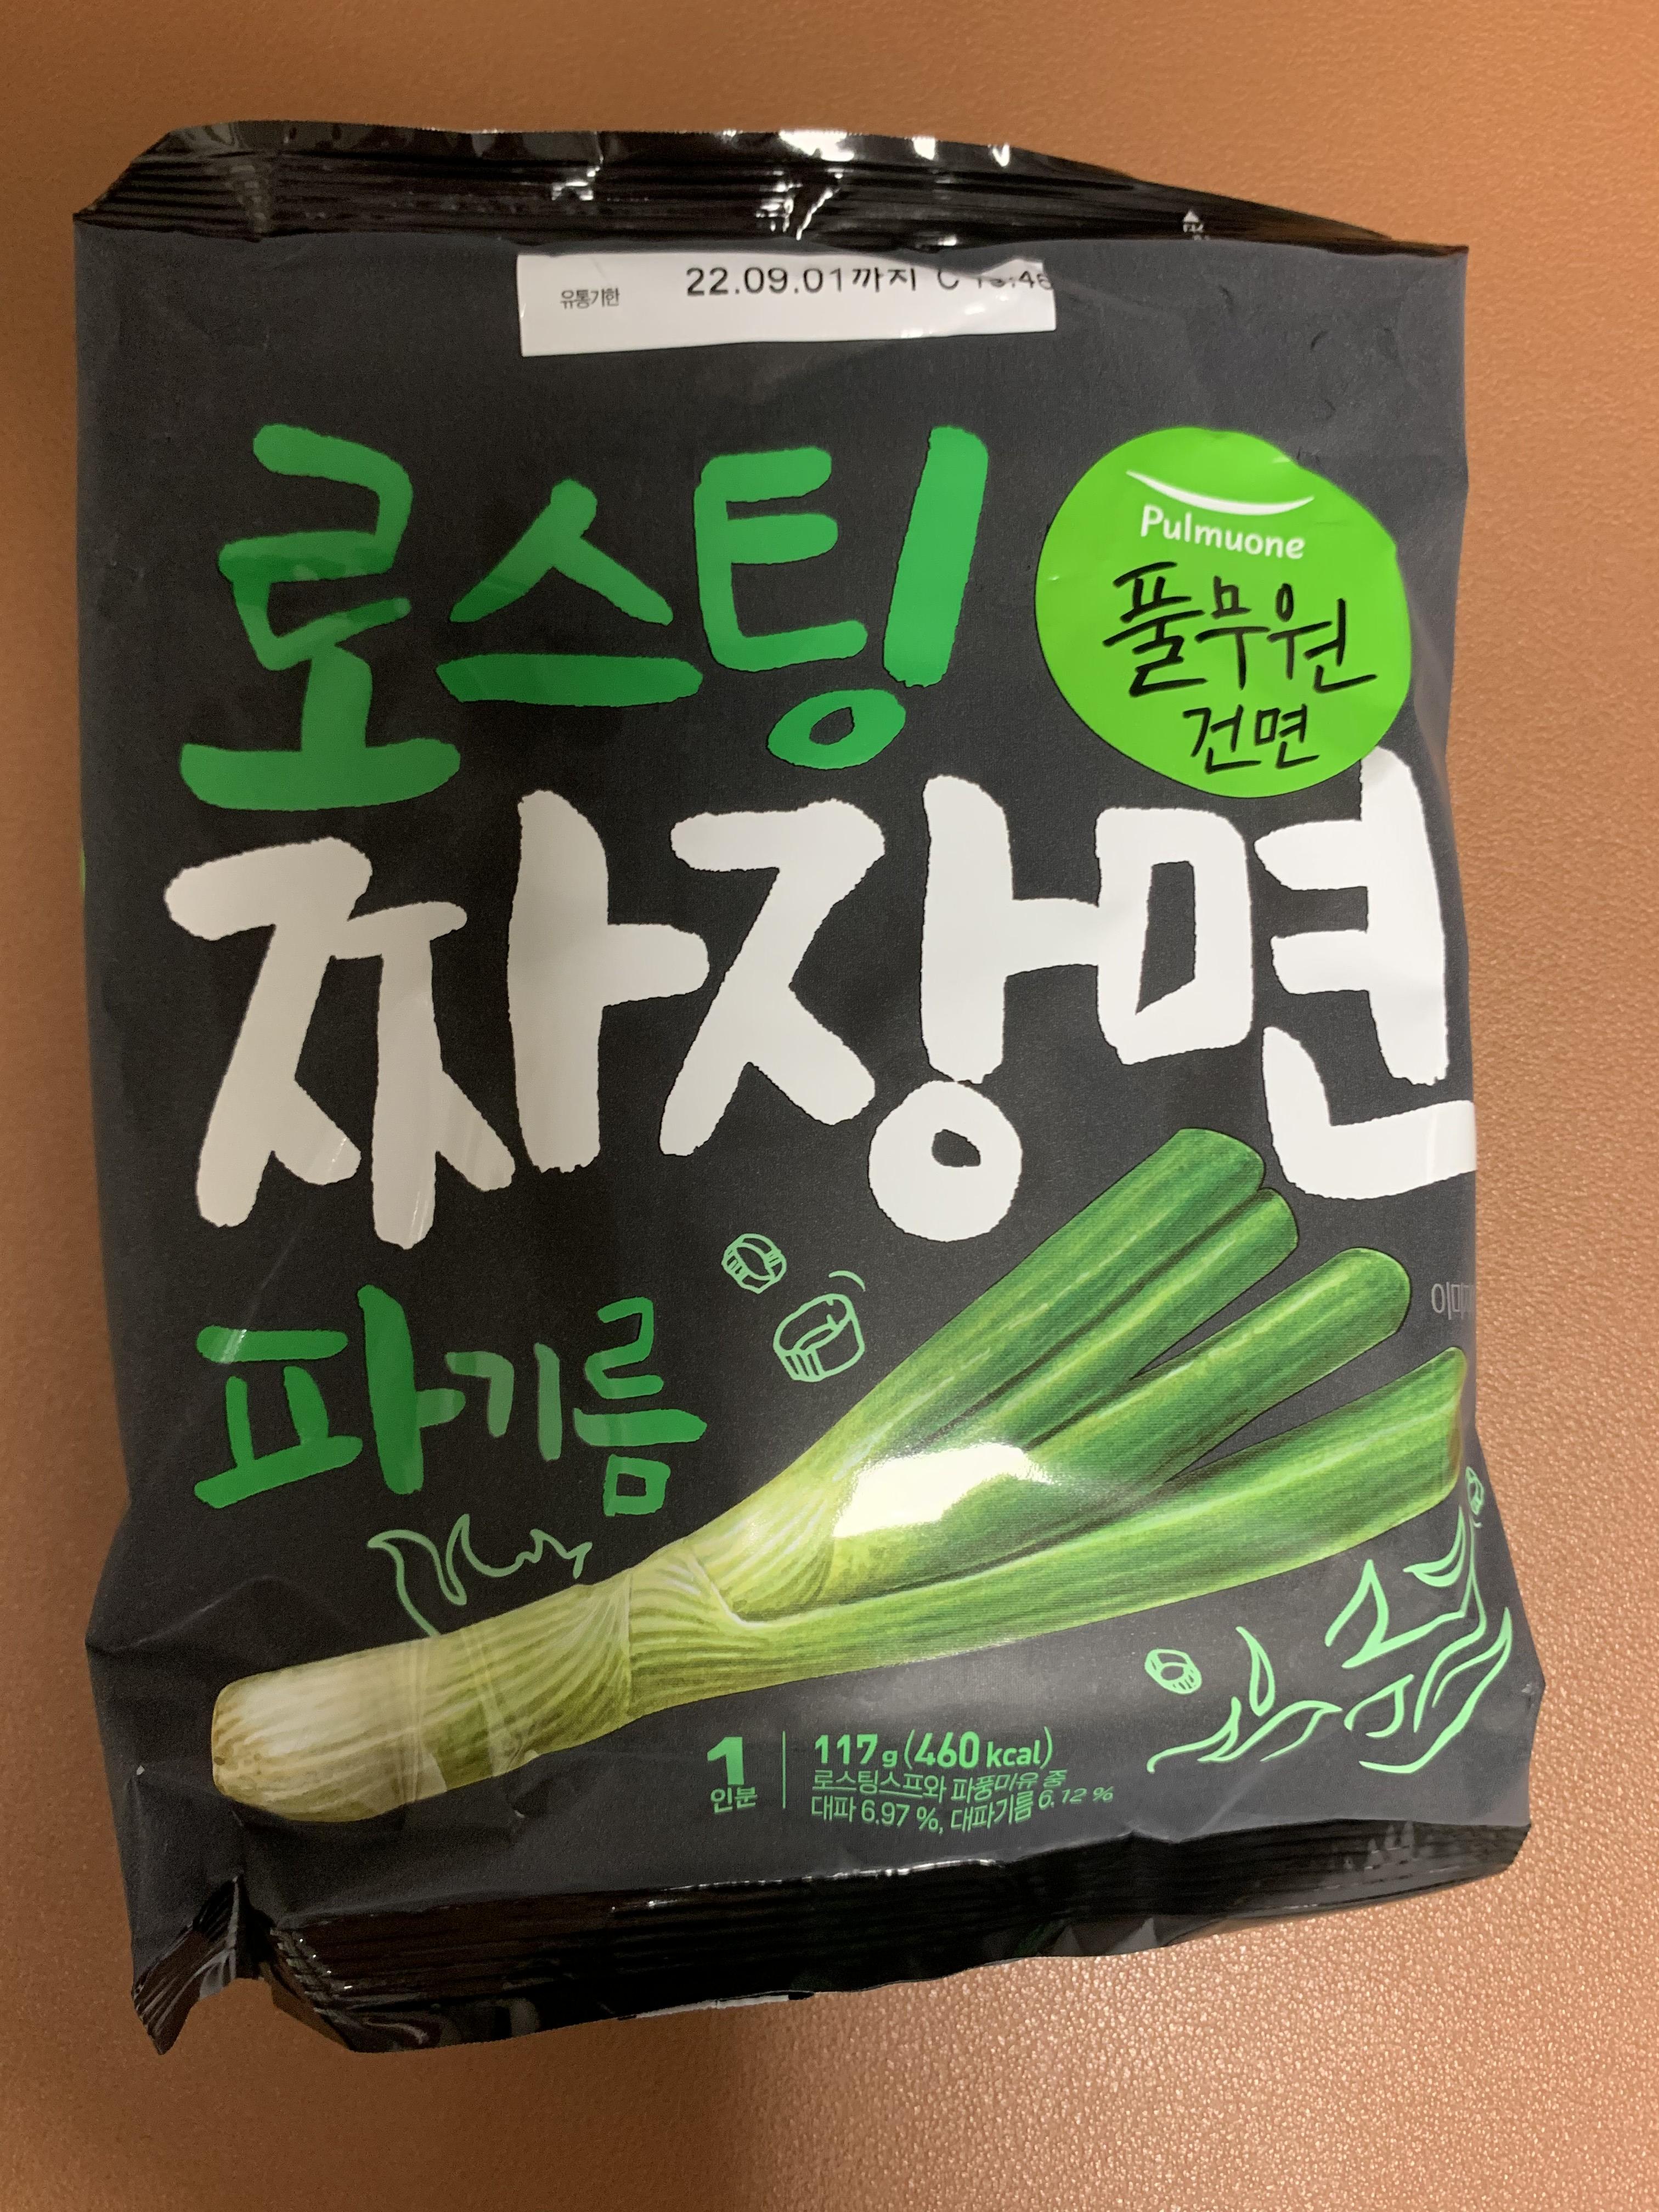 유통기한 22.09.01까지 C
로스팅
Pulmuone
풀무원
건면
짜장면
파기름
1
인분
117g (460 kcal)
로스팅스프와 파풍미유 중
대파 6.97 %, 대파기름 6.12 %